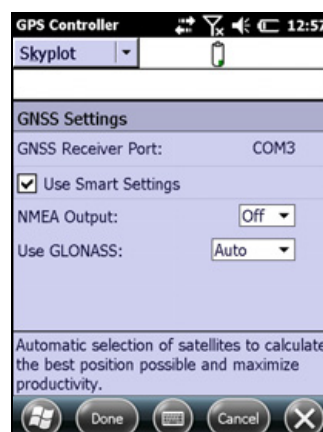 GPS Controller 12:57
Skyplot
GNSS Settings
GNSS Receiver Port: COM3
Use Smart Settings
NMEA Output: Off
Use GLONASS: Auto
Automatic selection of satellites to calculate
the best position possible and maximize
productivity.
Done Cancel